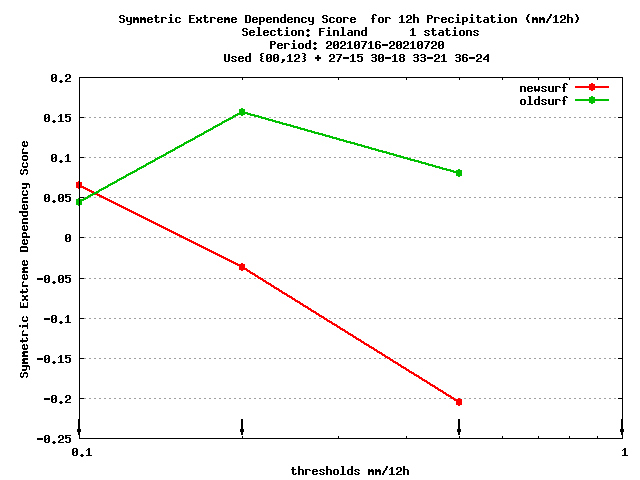 Symmetric Extreme Dependency Score  for 12h Precipitation (mm/12h)
Selection: Finland      1 stations
Period: 20210716-20210720
Used {00,12} + 27-15 30-18 33-21 36-24
newsurf
oldsurf
0.2
0.15
0.1
0.05
0
-0.05
-0.1
-0.15
-0.2
-0.25
Symmetric Extreme Dependency Score
0.1
1
thresholds mm/12h